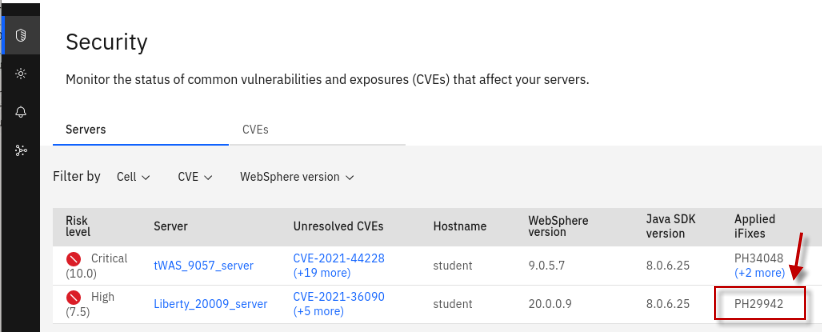 Security
Monitor the status of common vulnerabilities and exposures (CVEs) that affect your servers.
Servers CVEs
Filter by Cell CVE WebSphere version
Risk level Server Unresolved CVEs Hostname WebSphere version Java SDK version Applied iFixes
Critical (10.0) tWAS_9057_server CVE-2021-44228 (+19 more) student 9.0.5.7 8.0.6.25 PH34048 (+2 more)
High (7.5) Liberty_20009_server CVE-2021-36090 (+5 more) student 20.0.0.9 8.0.6.25 PH29942